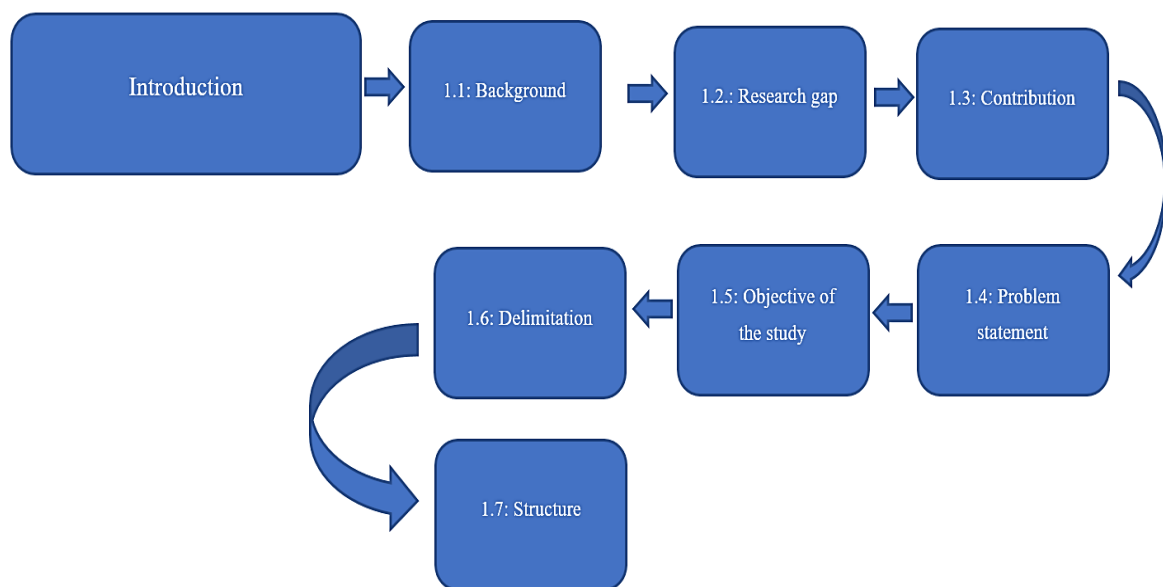 Introduction
1.1: Background
1.2.: Research gap
1.3: Contribution
1.4: Problem
statement
1.5: Objective of
the study
1.6: Delimitation
1.7: Structure